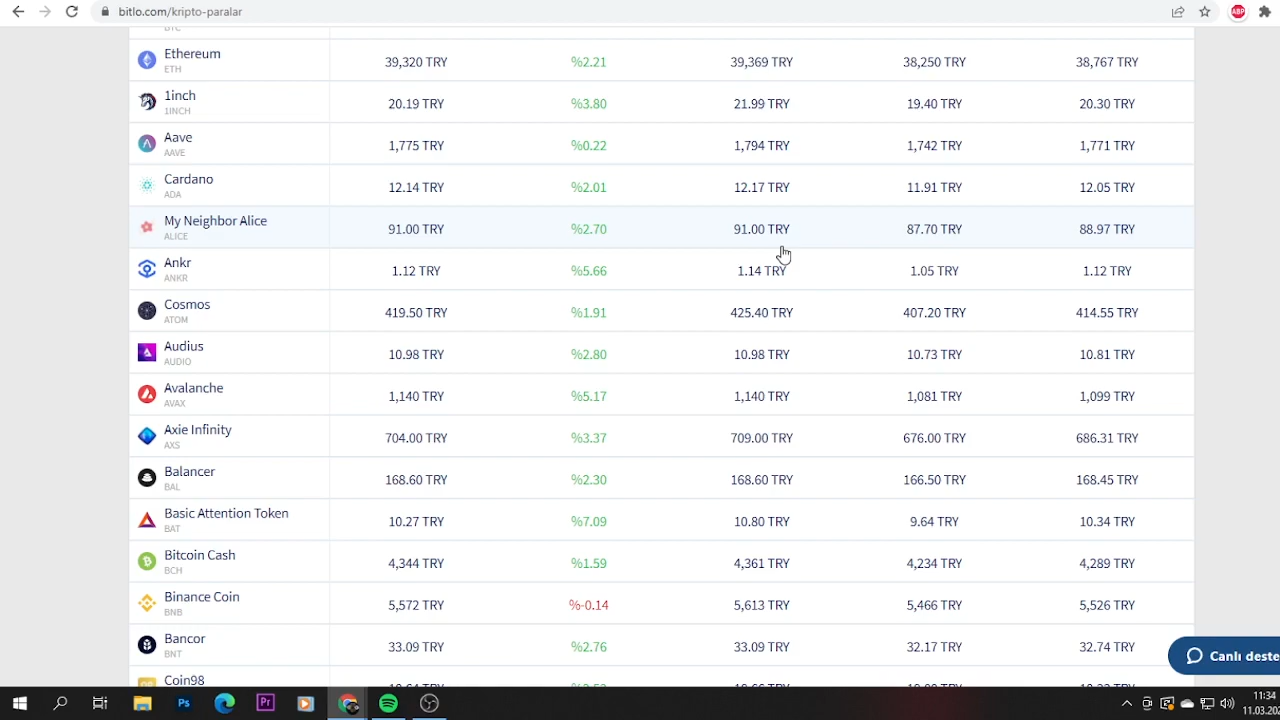 bitlo.com/kripto-paralar
ABP
BTC
Ethereum
ETH
39,320 TRY %2.21 39,369 TRY 38,250 TRY 38,767 TRY
1inch
1INCH
20.19 TRY %3.80 21.99 TRY 19.40 TRY 20.30 TRY
Aave
AAVE
1,775 TRY %0.22 1,794 TRY 1,742 TRY 1,771 TRY
Cardano
ADA
12.14 TRY %2.01 12.17 TRY 11.91 TRY 12.05 TRY
My Neighbor Alice
ALICE
91.00 TRY %2.70 91.00 TRY 87.70 TRY 88.97 TRY
Ankr
ANKR
1.12 TRY %5.66 1.14 TRY 1.05 TRY 1.12 TRY
Cosmos
ATOM
419.50 TRY %1.91 425.40 TRY 407.20 TRY 414.55 TRY
Audius
AUDIO
10.98 TRY %2.80 10.98 TRY 10.73 TRY 10.81 TRY
Avalanche
AVAX
1,140 TRY %5.17 1,140 TRY 1,081 TRY 1,099 TRY
Axie Infinity
AXS
704.00 TRY %3.37 709.00 TRY 676.00 TRY 686.31 TRY
Balancer
BAL
168.60 TRY %2.30 168.60 TRY 166.50 TRY 168.45 TRY
Basic Attention Token
BAT
10.27 TRY %7.09 10.80 TRY 9.64 TRY 10.34 TRY
Bitcoin Cash
BCH
4,344 TRY %1.59 4,361 TRY 4,234 TRY 4,289 TRY
Binance Coin
BNB
5,572 TRY %-0.14 5,613 TRY 5,466 TRY 5,526 TRY
Bancor
BNT
33.09 TRY %2.76 33.09 TRY 32.17 TRY 32.74 TRY
Coin98
Canlı deste
Ps
Pr
11:34
11.03.202